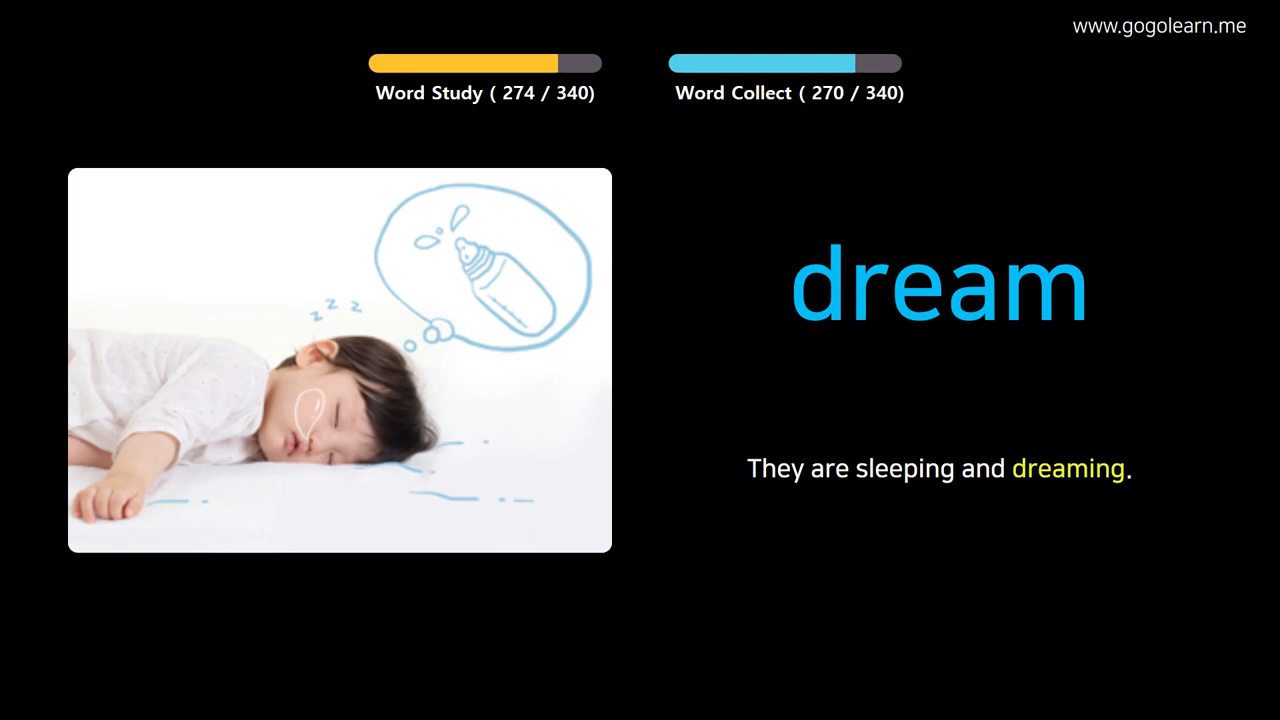 www.gogolearn.me
Word Study ( 274 / 340)
Word Collect ( 270 / 340)
z z z
dream
They are sleeping and dreaming.